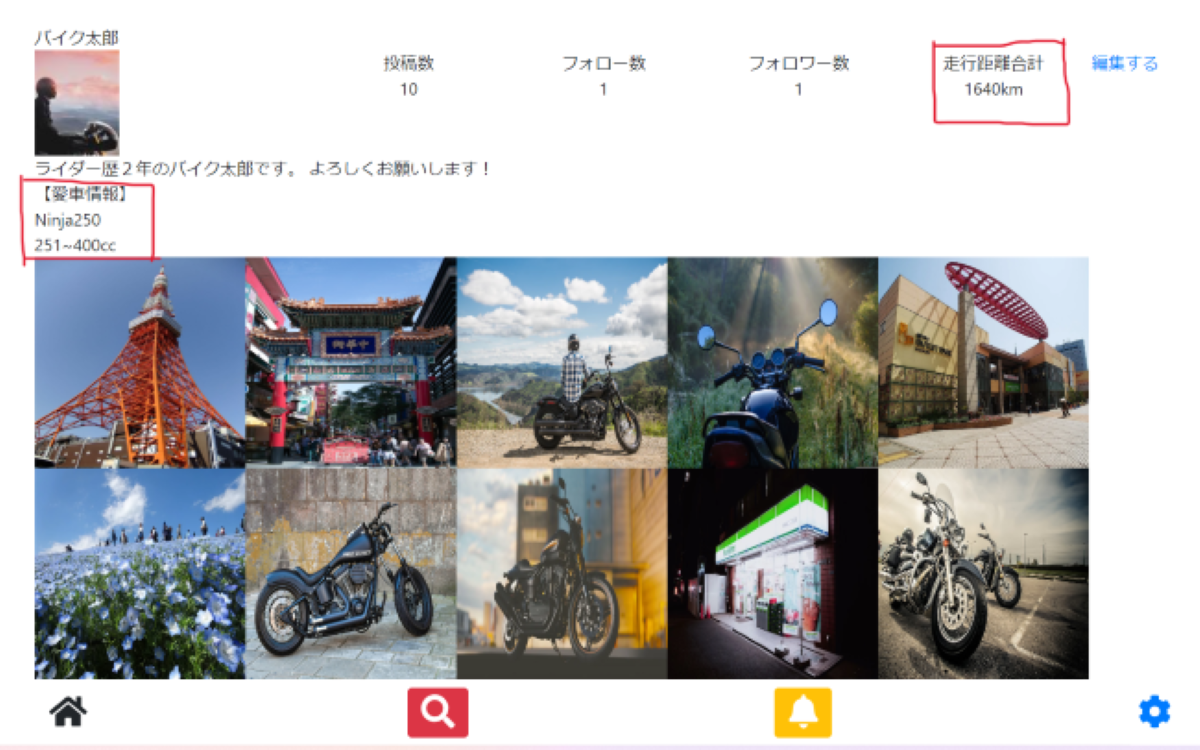 バイク太郎
投稿数
10
フォロー数
1
フォロワー数
1
走行距離合計
1640km
編集する
ライダー歴２年のバイク太郎です。 よろしくお願いします！
【愛車情報】
Ninja250
251~400cc
街華中